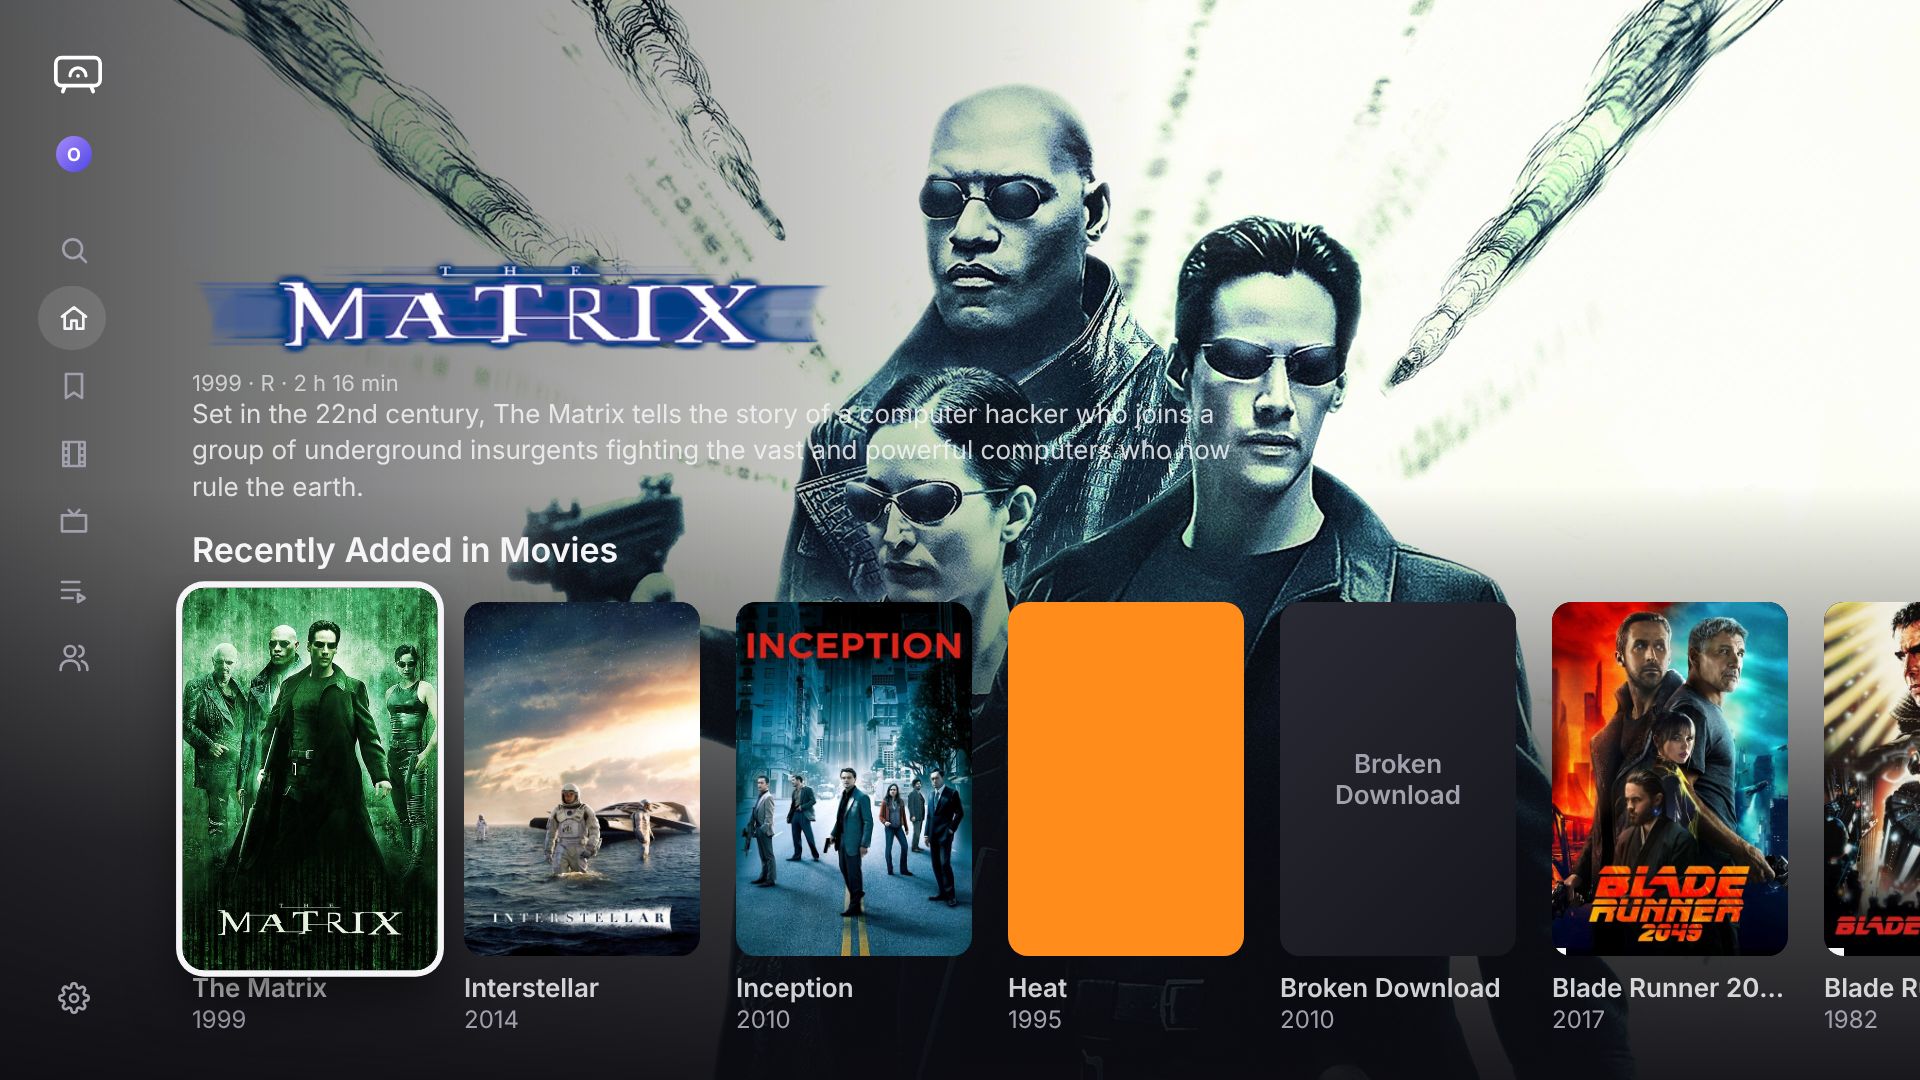 O
THE
MATRIX
1999 · R · 2 h 16 min
Set in the 22nd century, The Matrix tells the story of a computer hacker who joins a
group of underground insurgents fighting the vast and powerful computers who now
rule the earth.
Recently Added in Movies
THE
MATRIX
INTERSTELLAR
INCEPTION
Broken
Download
BLADE
RUNNER
2049
BLADE
The Matrix
Interstellar
Inception
Heat
Broken Download
Blade Runner 20...
Blade R
1999
2014
2010
1995
2010
2017
1982